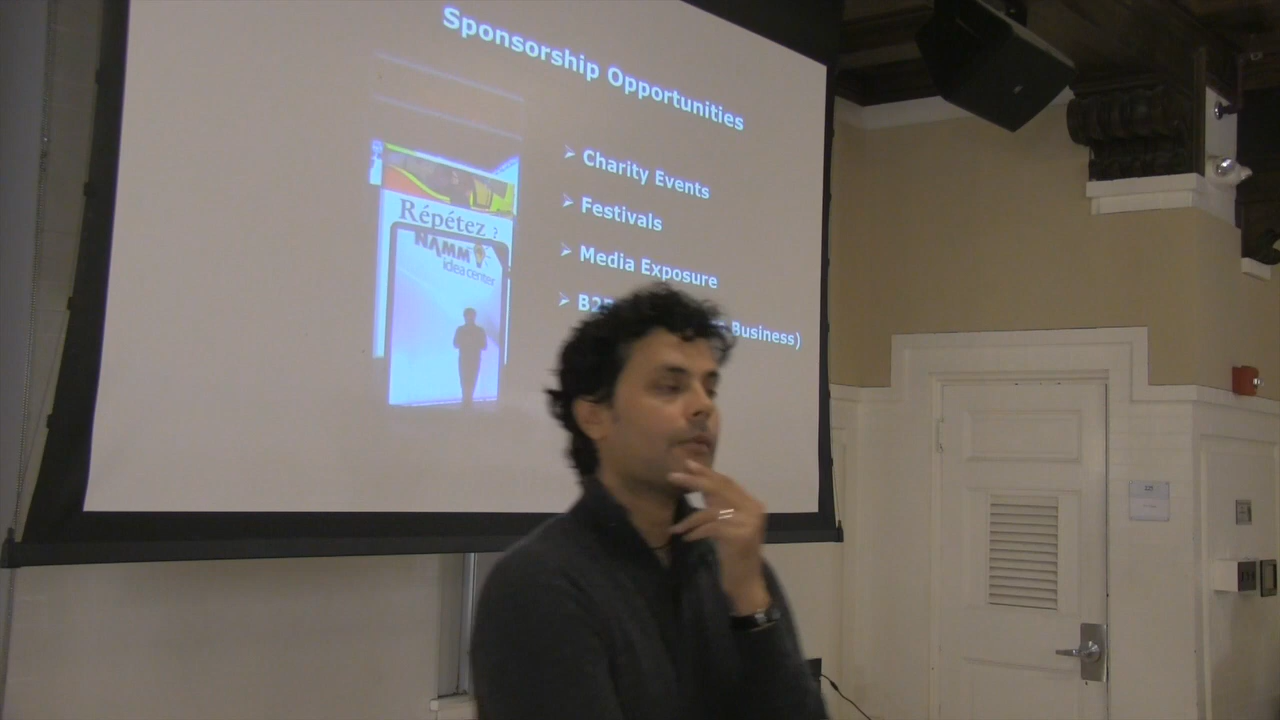 Sponsorship Opportunities
➢ Charity Events
➢ Festivals
➢ Media Exposure
➢ Business)
Répétez ?
NAMM
idea center